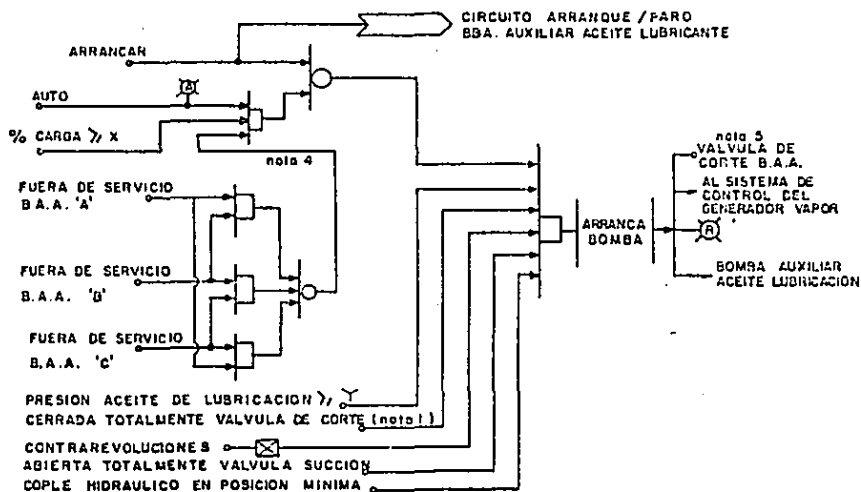 CIRCUITO ARRANQUE / PARO
BBA. AUXILIAR ACEITE LUBRICANTE
ARRANCAR
A
AUTO
% CARGA ⩾ X
nota 4
FUERA DE SERVICIO
B.A.A. 'A'
FUERA DE SERVICIO
B.A.A. 'B'
FUERA DE SERVICIO
B.A.A. 'C'
ARRANCA
BOMBA
nota 5
VALVULA DE
CORTE B.A.A.
AL SISTEMA DE
CONTROL DEL
GENERADOR VAPOR
R
BOMBA AUXILIAR
ACEITE LUBRICACION
PRESION ACEITE DE LUBRICACION ⩾ Y
CERRADA TOTALMENTE VALVULA DE CORTE (nota 1)
CONTRAREVOLUCIONES
ABIERTA TOTALMENTE VALVULA SUCCION
COPLE HIDRAULICO EN POSICION MINIMA